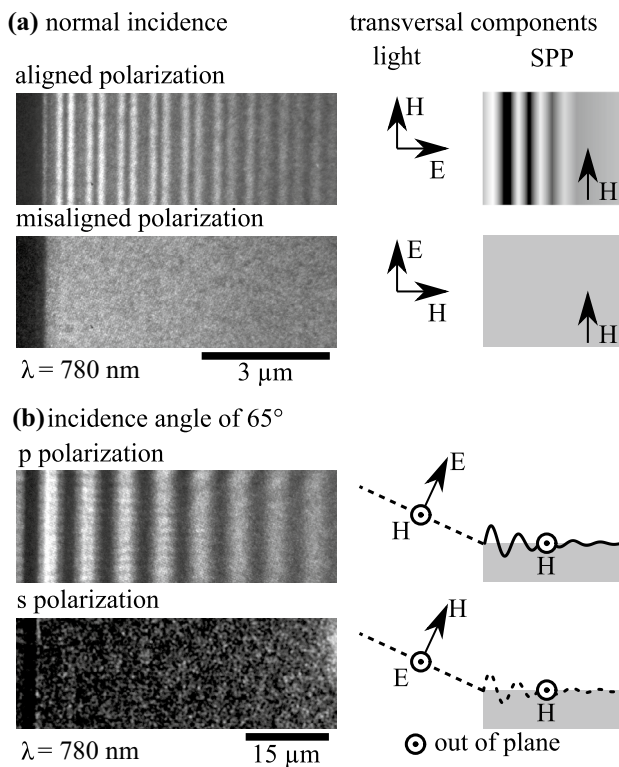 (a) normal incidence
transversal components
light
SPP
aligned polarization
H
E
H
misaligned polarization
E
H
H
λ = 780 nm
3 µm
(b) incidence angle of 65°
p polarization
E
H
H
s polarization
H
E
H
λ = 780 nm
15 µm
out of plane